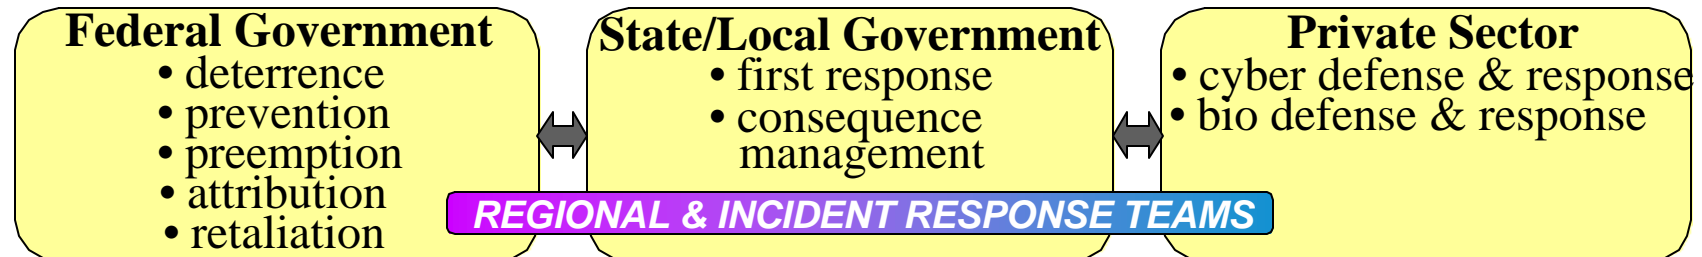 Federal Government
• deterrence
• prevention
• preemption
• attribution
• retaliation
State/Local Government
• first response
• consequence
management
Private Sector
• cyber defense & response
• bio defense & response
REGIONAL & INCIDENT RESPONSE TEAMS